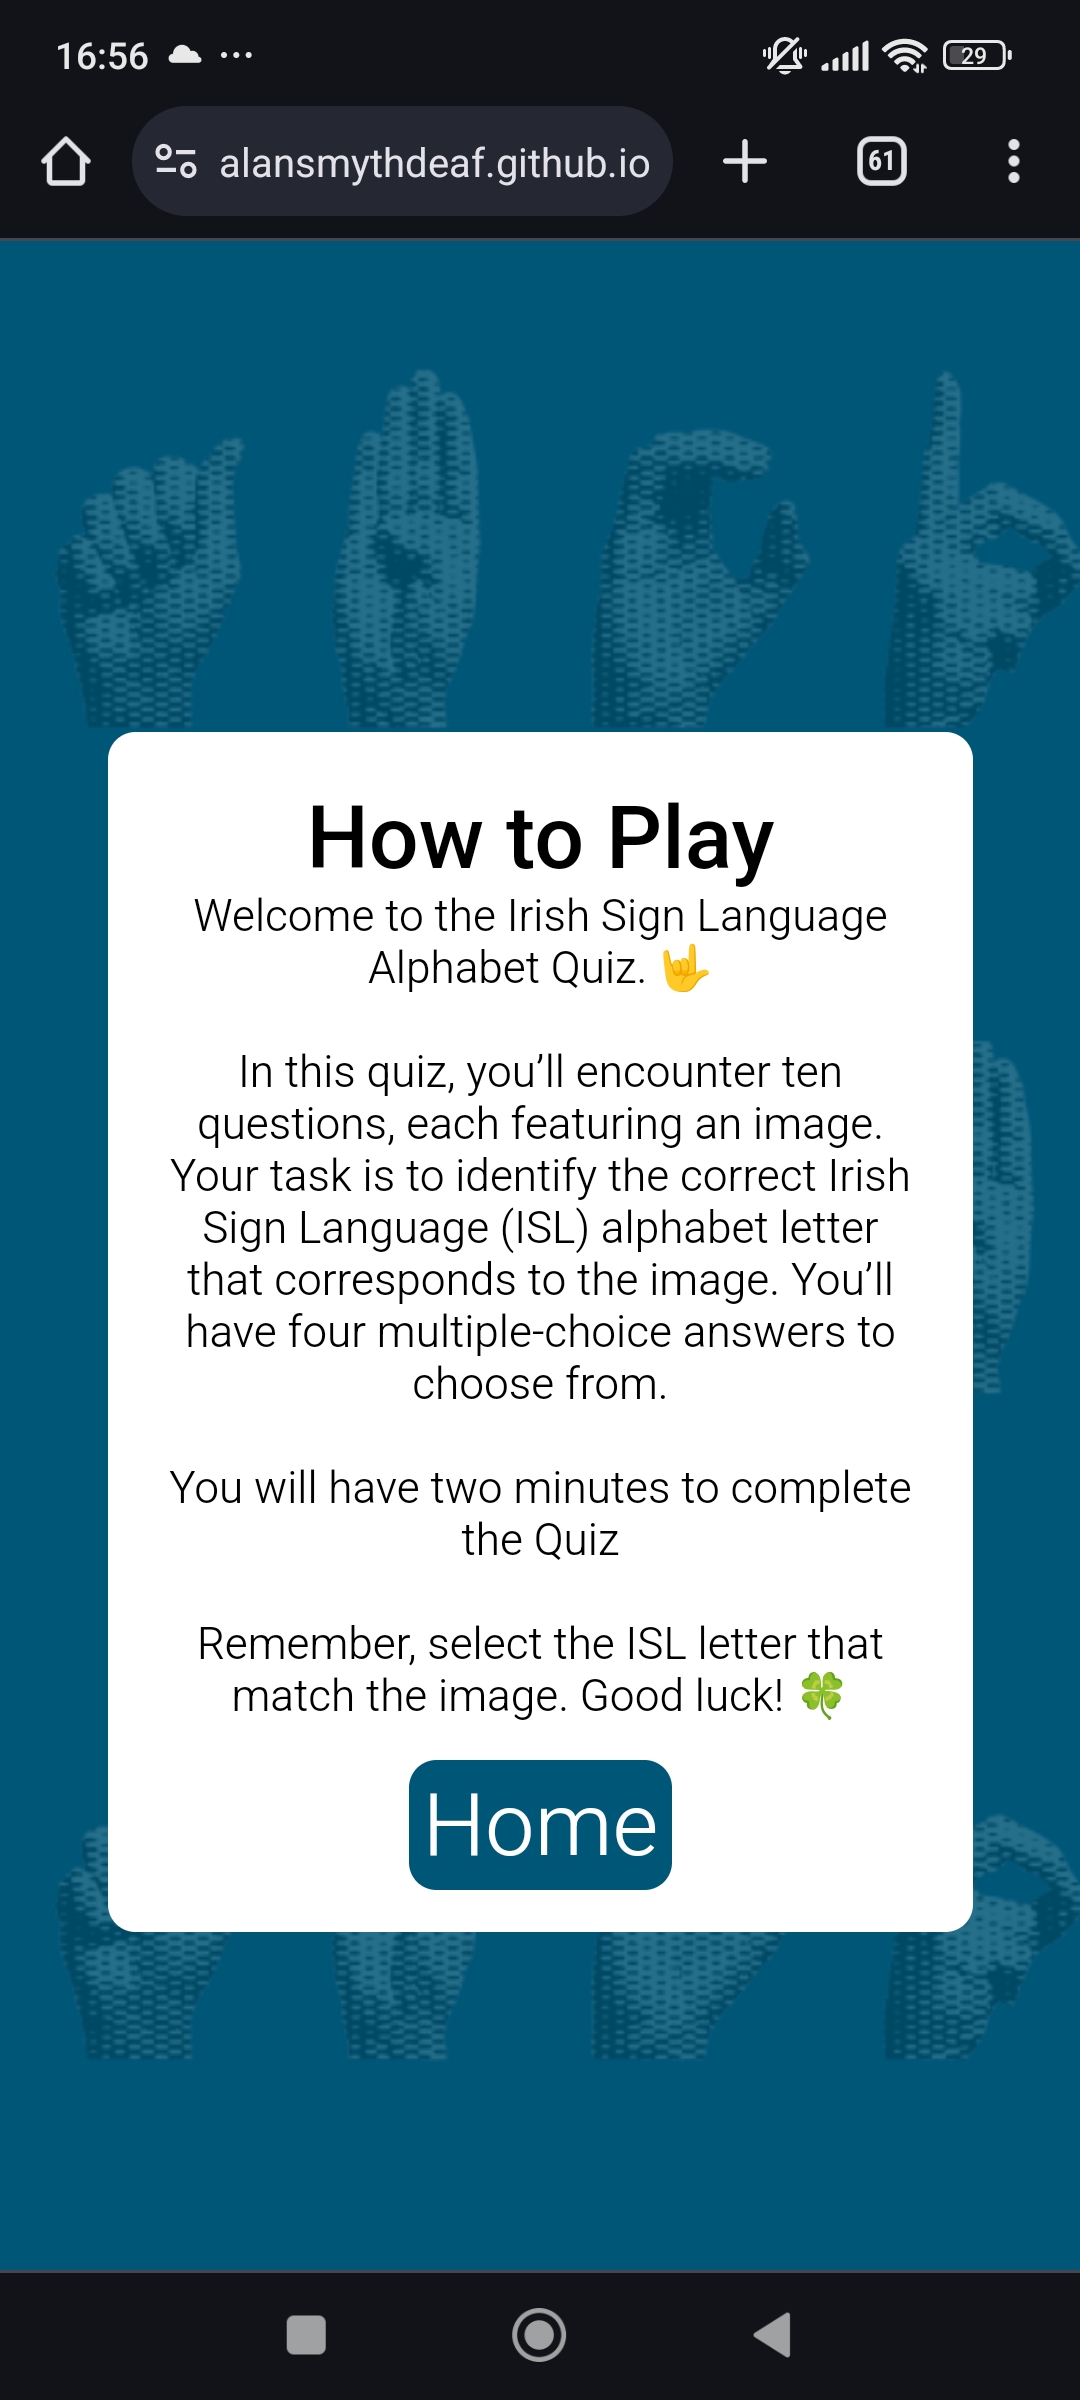 16:56
29
alansmythdeaf.github.io
61
How to Play
Welcome to the Irish Sign Language
Alphabet Quiz. 🤟
In this quiz, you’ll encounter ten
questions, each featuring an image.
Your task is to identify the correct Irish
Sign Language (ISL) alphabet letter
that corresponds to the image. You’ll
have four multiple-choice answers to
choose from.
You will have two minutes to complete
the Quiz
Remember, select the ISL letter that
match the image. Good luck! 🍀
Home